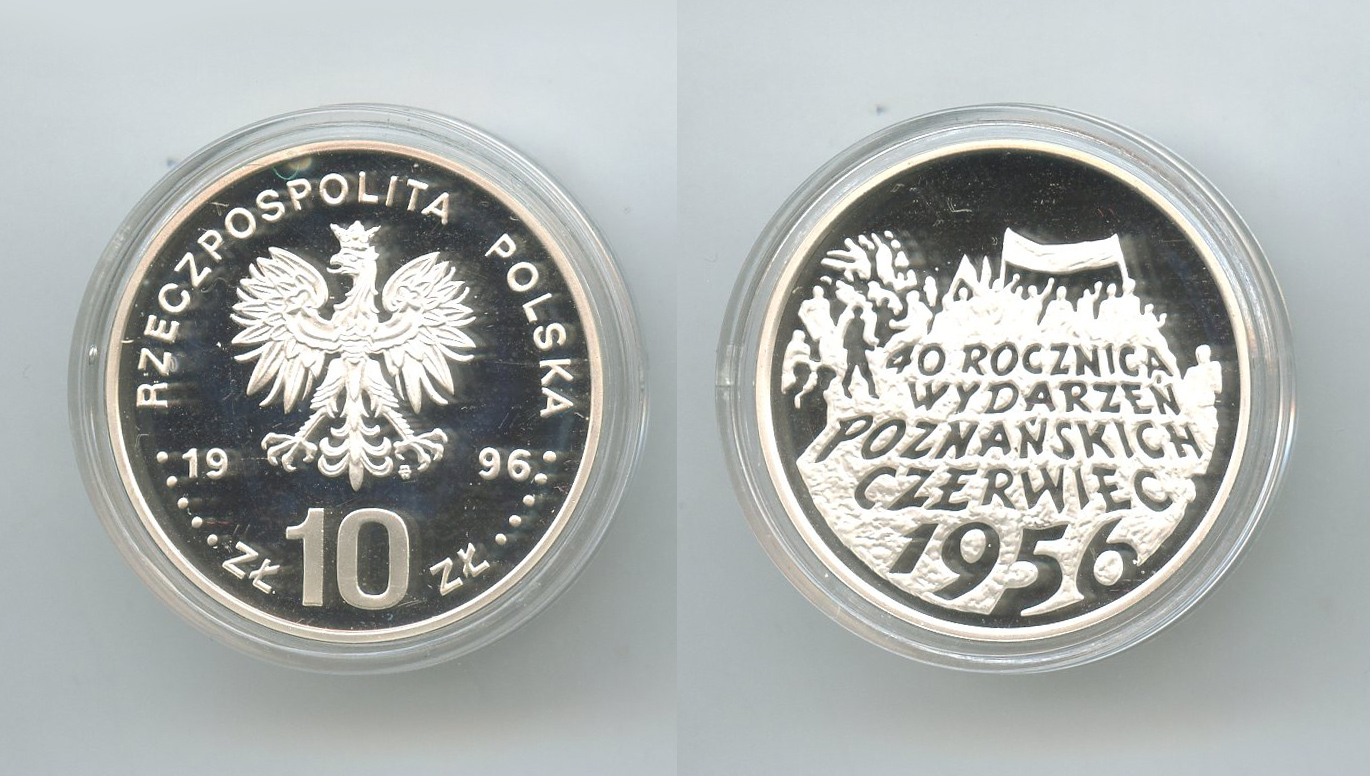 RZECZPOSPOLITA POLSKA
19 96
ZŁ 10 ZŁ
40 ROCZNICA
WYDARZEŃ
POZNAŃSKICH
CZERWIEC
1956